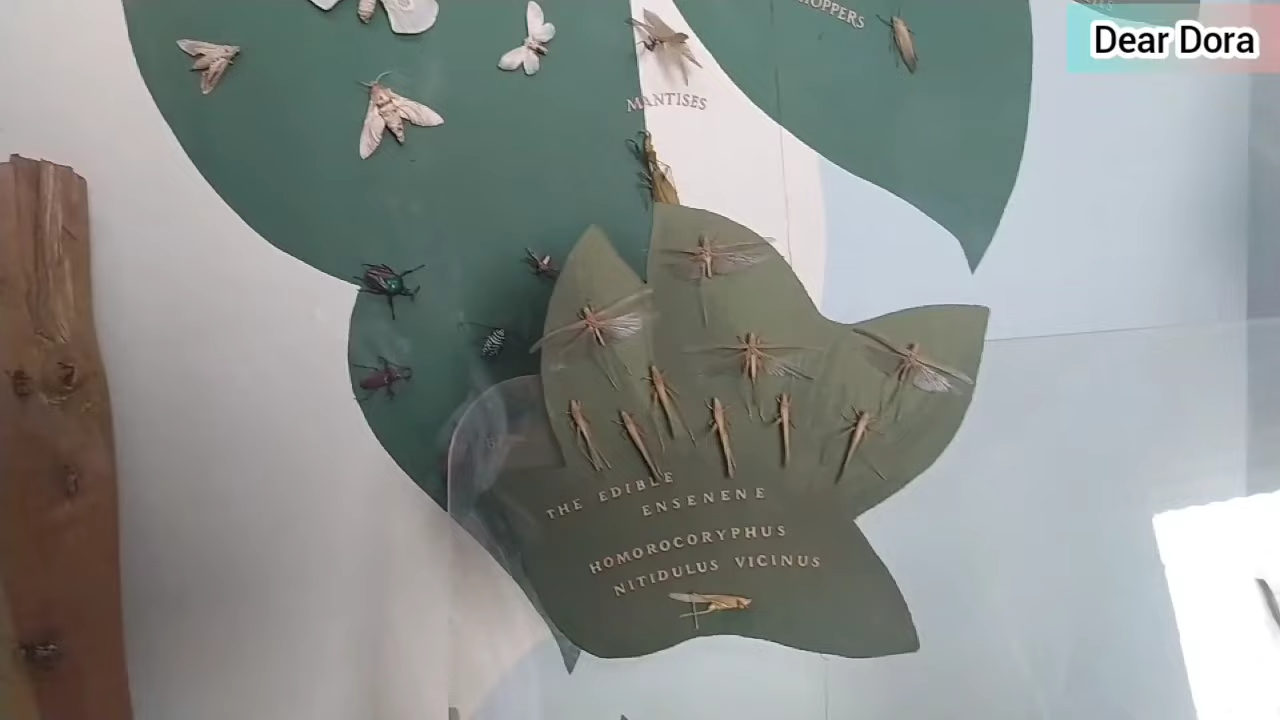 HOPPERS
Dear Dora
MANTISES
THE EDIBLE
ENSENENE
HOMOROCORYPHUS
NITIDULUS VICINUS